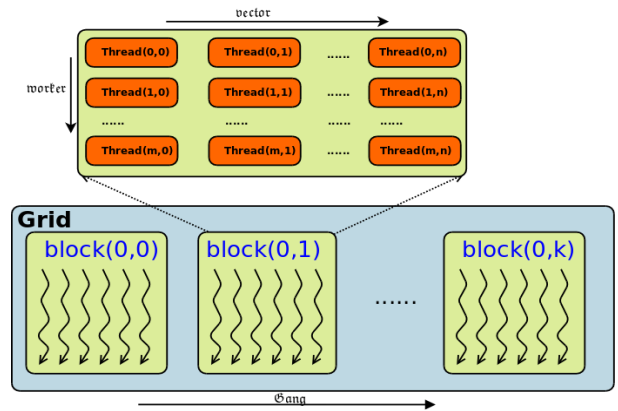 vector
Thread(0,0) Thread(0,1) ...... Thread(0,n)
worker
Thread(1,0) Thread(1,1) Thread(1,n)
...... ...... ...... ......
Thread(m,0) Thread(m,1) ...... Thread(m,n)
Grid
block(0,0) block(0,1) block(0,k)
......
Gang